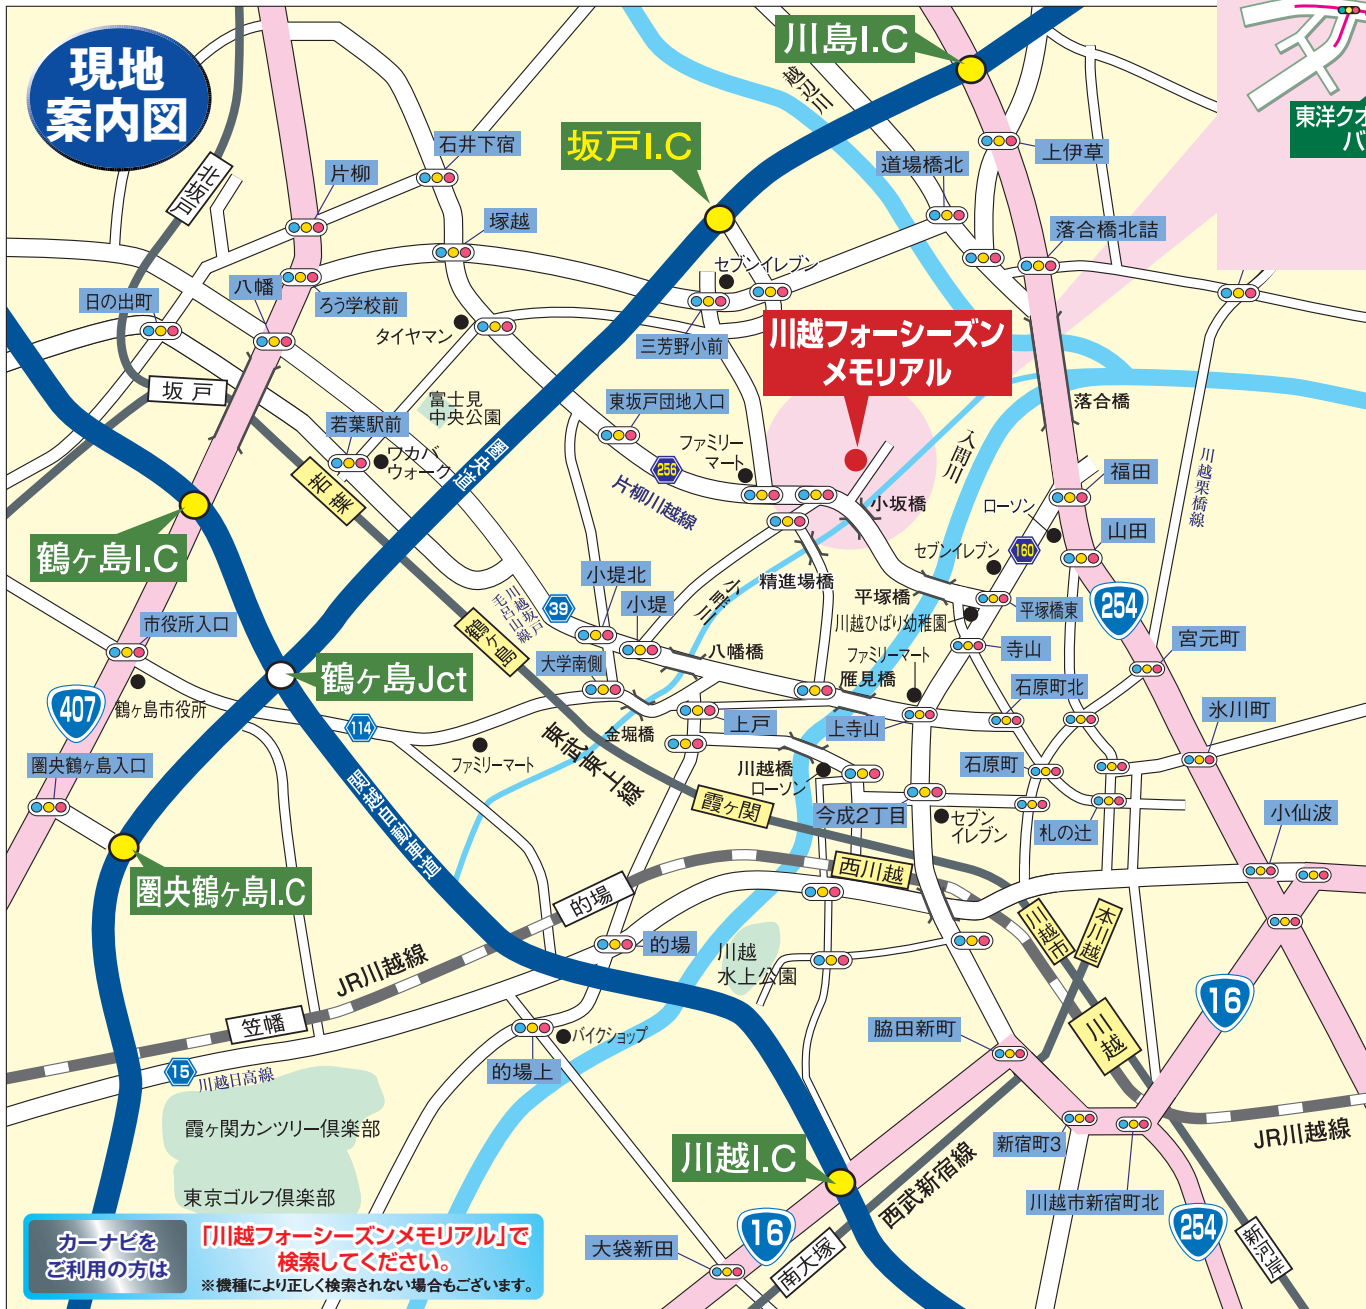 現地
案内図
川島I.C
東洋クオ
バ
越辺川
坂戸I.C
石井下宿
片柳
北坂戸
塚越
道場橋北
上伊草
落合橋北詰
セブンイレブン
八幡
日の出町
ろう学校前
タイヤマン
三芳野小前
川越フォーシーズン
メモリアル
坂戸
富士見
中央公園
若葉駅前
ワカバ
ウォーク
圏央道
東坂戸団地入口
ファミリー
マート
落合橋
入間川
川越栗橋線
256
片柳川越線
若葉
小坂橋
ローソン
福田
山田
鶴ヶ島I.C
セブンイレブン
160
精進場橋
平塚橋
小堤北
小堤
小畔川
39
川越坂戸
毛呂山線
平塚橋東
川越ひばり幼稚園
254
宮元町
市役所入口
鶴ヶ島
八幡橋
ファミリーマート
寺山
大学南側
雁見橋
石原町北
鶴ヶ島Jct
407
鶴ヶ島市役所
114
上戸
上寺山
氷川町
金堀橋
東武東上線
ファミリーマート
圏央鶴ヶ島入口
川越橋
ローソン
石原町
関越自動車道
霞ヶ関
今成2丁目
セブン
イレブン
札の辻
小仙波
圏央鶴ヶ島I.C
西川越
的場
川越市
本川越
的場
川越
水上公園
JR川越線
16
笠幡
バイクショップ
脇田新町
川越
15
川越日高線
的場上
霞ヶ関カンツリー倶楽部
新宿町3
JR川越線
川越I.C
西武新宿線
東京ゴルフ倶楽部
川越市新宿町北
カーナビを
ご利用の方は
「川越フォーシーズンメモリアル」で
検索してください。
※機種により正しく検索されない場合もございます。
16
254
大袋新田
南大塚
新河岸